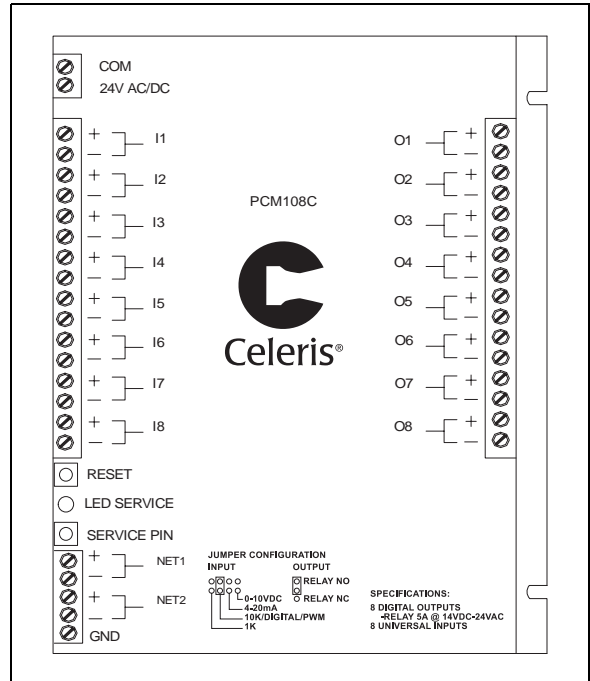 COM
24V AC/DC
+ I1
−
+ I2
−
+ I3
−
+ I4
−
+ I5
−
+ I6
−
+ I7
−
+ I8
−
RESET
LED SERVICE
SERVICE PIN
+ NET1
−
+ NET2
−
GND
PCM108C
Celeris®
O1 +
−
O2 +
−
O3 +
−
O4 +
−
O5 +
−
O6 +
−
O7 +
−
O8 +
−
JUMPER CONFIGURATION
INPUT OUTPUT
0-10VDC
4-20mA
10K/DIGITAL/PWM
1K
RELAY NO
RELAY NC
SPECIFICATIONS:
8 DIGITAL OUTPUTS
-RELAY 5A @ 14VDC-24VAC
8 UNIVERSAL INPUTS